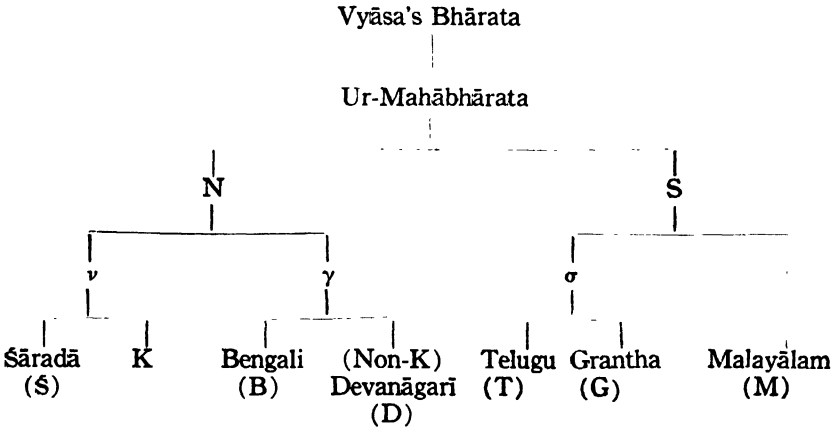 Vyāsa's Bhārata
Ur-Mahābhārata
N S
ν γ σ
Śāradā K Bengali (Non-K) Telugu Grantha Malayālam
(Ś) (B) Devanāgarī (T) (G) (M)
(D)